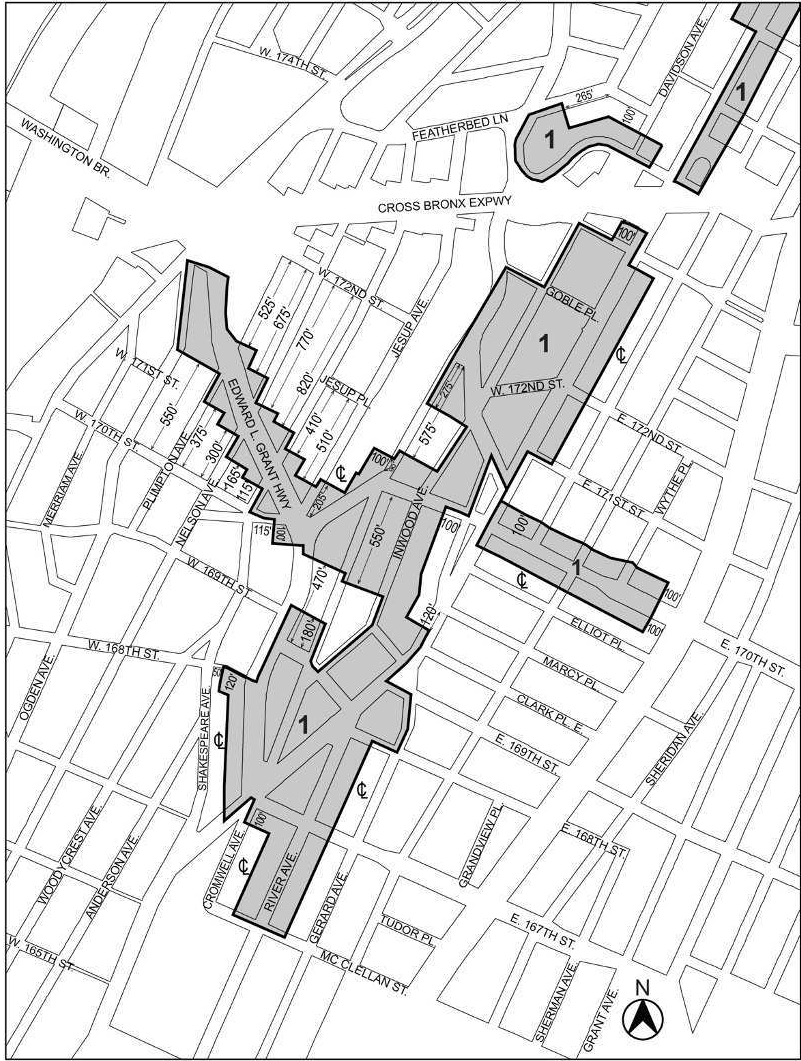 W. 174TH ST.
DAVIDSON AVE.
1
265'
100'
FEATHERBED LN
1
WASHINGTON BR.
CROSS BRONX EXPWY
100'
W. 172ND ST.
GOBLE PL.
525'
675'
770'
JESUP AVE.
1
℄
W. 171ST ST.
820'
JESUP PL.
EDWARD L. GRANT HWY
275'
W. 172ND ST.
550'
W. 170TH ST.
375'
410'
510'
575'
E. 172ND ST.
300'
℄
100'
MERRIAM AVE.
PLIMPTON AVE.
NELSON AVE.
165'
115'
205'
E. 171ST ST.
WYTHE PL.
115'
100'
550'
INWOOD AVE.
100'
100'
1
℄
W. 169TH ST.
470'
100'
120'
100'
ELLIOT PL.
180'
W. 168TH ST.
E. 170TH ST.
50'
120'
MARCY PL.
OGDEN AVE.
SHAKESPEARE AVE.
℄
1
CLARK PL. E.
E. 169TH ST.
SHERIDAN AVE.
℄
100'
WOODYCREST AVE.
ANDERSON AVE.
CROMWELL AVE.
℄
RIVER AVE.
GERARD AVE.
GRANDVIEW PL.
E. 168TH ST.
TUDOR PL.
E. 167TH ST.
W. 165TH ST.
MC CLELLAN ST.
SHERMAN AVE.
GRANT AVE.
N